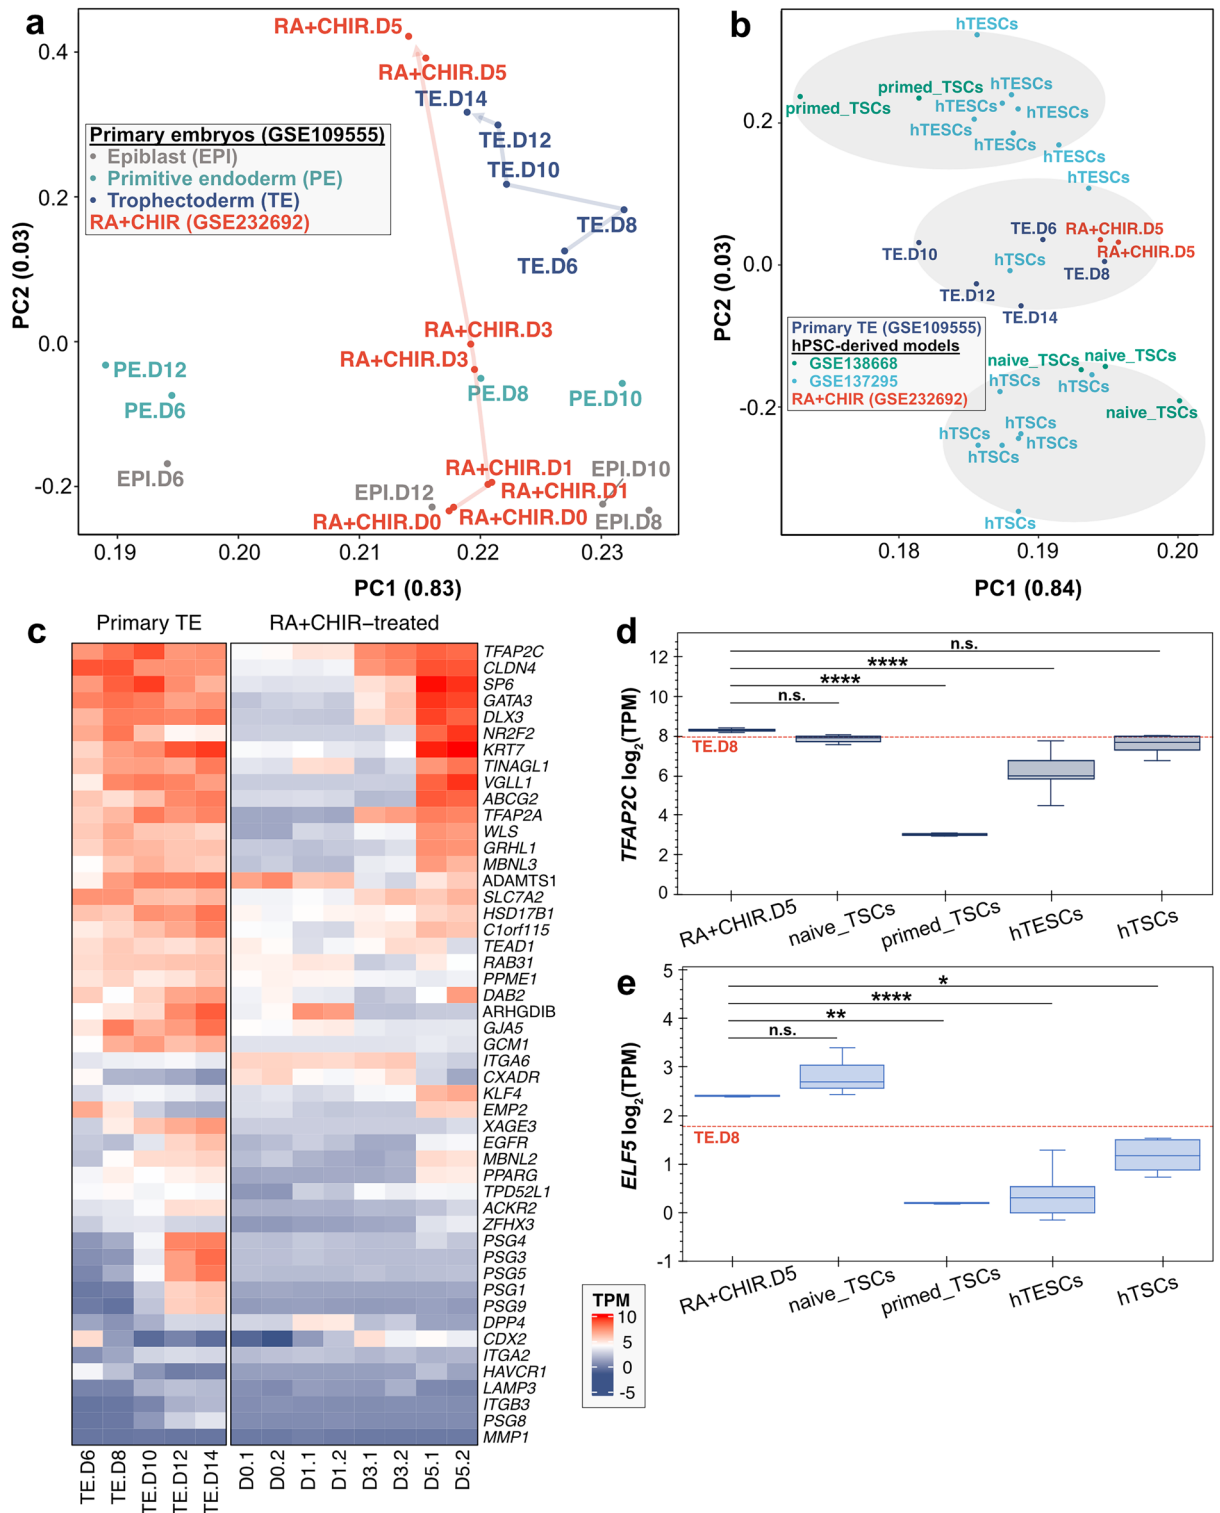 a
RA+CHIR.D5
RA+CHIR.D5
TE.D14
TE.D12
TE.D10
TE.D8
TE.D6
Primary embryos (GSE109555)
Epiblast (EPI)
Primitive endoderm (PE)
Trophectoderm (TE)
RA+CHIR (GSE232692)
RA+CHIR.D3
RA+CHIR.D3
PE.D12
PE.D6
PE.D8
PE.D10
EPI.D6
RA+CHIR.D1
RA+CHIR.D1
EPI.D10
EPI.D12
RA+CHIR.D0
RA+CHIR.D0
EPI.D8
0.4
0.2
0.0
-0.2
PC2 (0.03)
0.19
0.20
0.21
0.22
0.23
PC1 (0.83)
b
hTESCs
primed_TSCs
primed_TSCs
hTESCs
hTESCs
hTESCs
hTESCs
hTESCs
hTESCs
hTESCs
TE.D6
RA+CHIR.D5
RA+CHIR.D5
TE.D10
hTSCs
TE.D8
TE.D12
TE.D14
Primary TE (GSE109555)
hPSC-derived models
GSE138668
GSE137295
RA+CHIR (GSE232692)
naive_TSCs
naive_TSCs
hTSCs
hTSCs
naive_TSCs
hTSCs
hTSCs
hTSCs
hTSCs
hTSCs
0.2
0.0
-0.2
PC2 (0.03)
0.18
0.19
0.20
PC1 (0.84)
c
Primary TE
RA+CHIR−treated
TFAP2C
CLDN4
SP6
GATA3
DLX3
NR2F2
KRT7
TINAGL1
VGLL1
ABCG2
TFAP2A
WLS
GRHL1
MBNL3
ADAMTS1
SLC7A2
HSD17B1
C1orf115
TEAD1
RAB31
PPME1
DAB2
ARHGDIB
GJA5
GCM1
ITGA6
CXADR
KLF4
EMP2
XAGE3
EGFR
MBNL2
PPARG
TPD52L1
ACKR2
ZFHX3
PSG4
PSG3
PSG5
PSG1
PSG9
DPP4
CDX2
ITGA2
HAVCR1
LAMP3
ITGB3
PSG8
MMP1
TE.D6
TE.D8
TE.D10
TE.D12
TE.D14
D0.1
D0.2
D1.1
D1.2
D3.1
D3.2
D5.1
D5.2
TPM
10
5
0
-5
d
12
10
8
6
4
2
0
TFAP2C log2(TPM)
n.s.
****
****
n.s.
TE.D8
RA+CHIR.D5
naive_TSCs
primed_TSCs
hTESCs
hTSCs
e
5
4
3
2
1
0
-1
ELF5 log2(TPM)
*
****
**
n.s.
TE.D8
RA+CHIR.D5
naive_TSCs
primed_TSCs
hTESCs
hTSCs